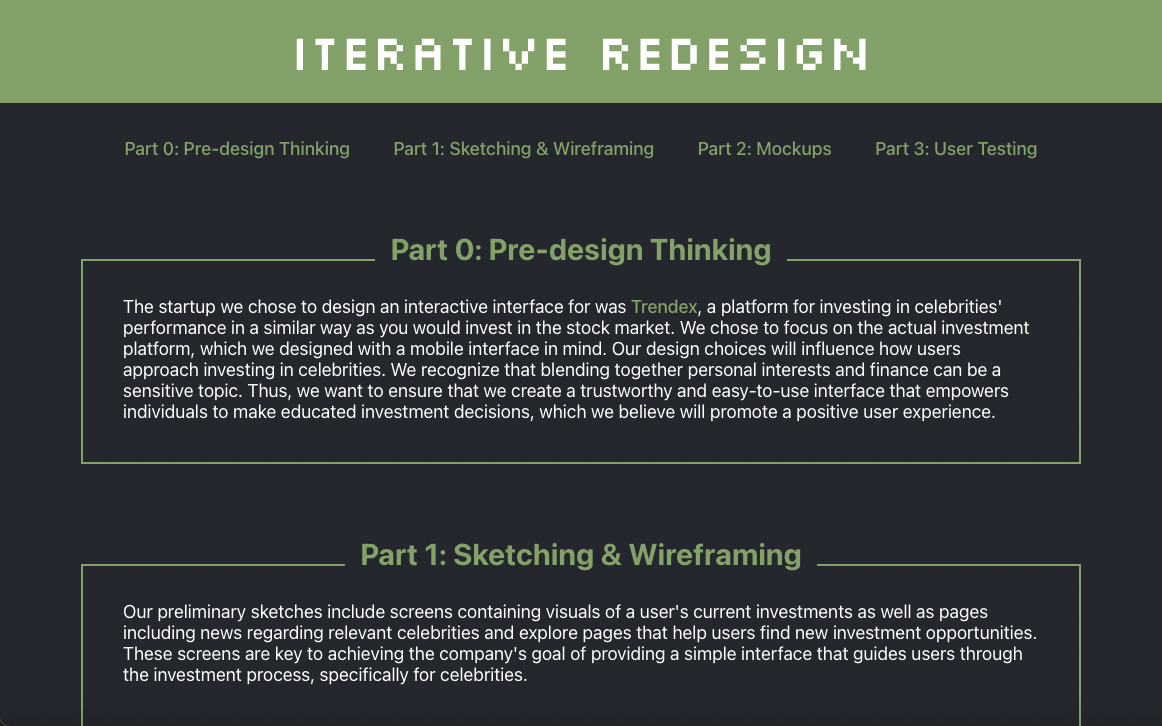 ITERATIVE REDESIGN
Part 0: Pre-design Thinking Part 1: Sketching & Wireframing Part 2: Mockups Part 3: User Testing
Part 0: Pre-design Thinking
The startup we chose to design an interactive interface for was Trendex, a platform for investing in celebrities'
performance in a similar way as you would invest in the stock market. We chose to focus on the actual investment
platform, which we designed with a mobile interface in mind. Our design choices will influence how users
approach investing in celebrities. We recognize that blending together personal interests and finance can be a
sensitive topic. Thus, we want to ensure that we create a trustworthy and easy-to-use interface that empowers
individuals to make educated investment decisions, which we believe will promote a positive user experience.
Part 1: Sketching & Wireframing
Our preliminary sketches include screens containing visuals of a user's current investments as well as pages
including news regarding relevant celebrities and explore pages that help users find new investment opportunities.
These screens are key to achieving the company's goal of providing a simple interface that guides users through
the investment process, specifically for celebrities.